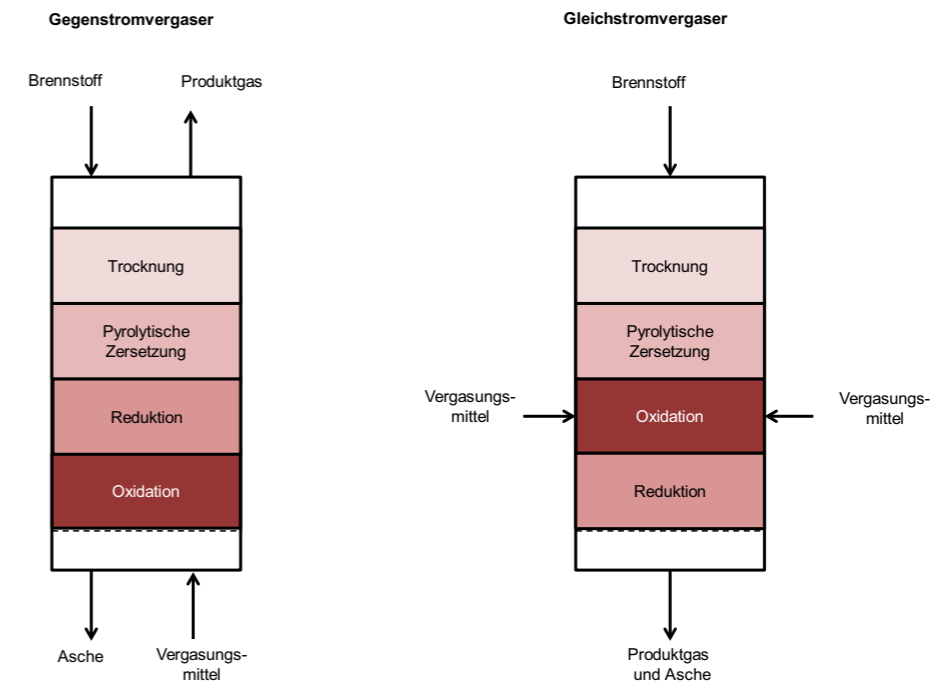 Gegenstromvergaser
Brennstoff
Produktgas
Trocknung
Pyrolytische
Zersetzung
Reduktion
Oxidation
Asche
Vergasungs-
mittel
Gleichstromvergaser
Brennstoff
Trocknung
Pyrolytische
Zersetzung
Vergasungs-
mittel
Oxidation
Vergasungs-
mittel
Reduktion
Produktgas
und Asche